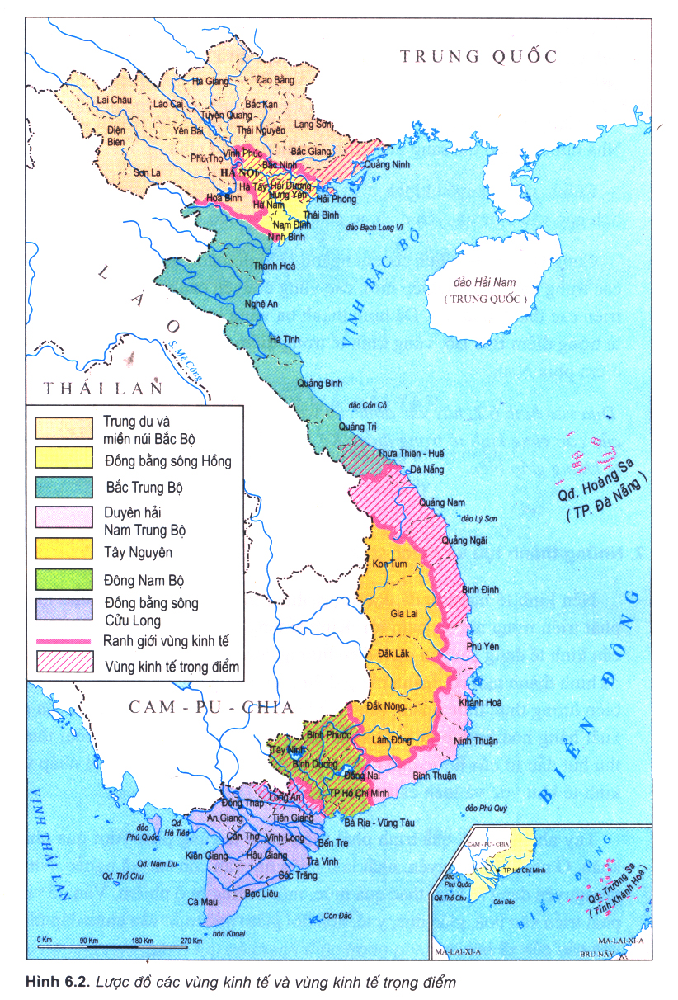 TRUNG QUỐC
Hà Giang
Cao Bằng
Lai Châu
Lào Cai
Bắc Kạn
Tuyên Quang
Lạng Sơn
Điện
Biên
Yên Bái
Thái Nguyên
Phú Thọ
Vĩnh Phúc
Bắc Giang
Bắc Ninh
Quảng Ninh
Sơn La
HÀ NỘI
Hà Tây
Hải Dương
Hưng Yên
Hải Phòng
Hoà Bình
Hà Nam
Thái Bình
Nam Định
Ninh Bình
đảo Bạch Long Vĩ
VỊNH BẮC BỘ
Thanh Hoá
LÀO
đảo Hải Nam
( TRUNG QUỐC )
Nghệ An
Hà Tĩnh
S. Mê Công
THÁI LAN
Quảng Bình
đảo Cồn Cỏ
Quảng Trị
Thừa Thiên - Huế
Đà Nẵng
Qđ. Hoàng Sa
( TP. Đà Nẵng )
Quảng Nam
đảo Lý Sơn
Quảng Ngãi
Kon Tum
Bình Định
Gia Lai
Phú Yên
Đắk Lắk
Đắk Nông
Khánh Hoà
Lâm Đồng
Ninh Thuận
Bình Thuận
BIỂN ĐÔNG
Trung du và
miền núi Bắc Bộ
Đồng bằng sông Hồng
Bắc Trung Bộ
Duyên hải
Nam Trung Bộ
Tây Nguyên
Đông Nam Bộ
Đồng bằng sông
Cửu Long
Ranh giới vùng kinh tế
Vùng kinh tế trọng điểm
CAM - PU - CHIA
Bình Phước
Tây Ninh
Bình Dương
Đồng Nai
TP Hồ Chí Minh
Bà Rịa - Vũng Tàu
đảo Phú Quý
Long An
Đồng Tháp
An Giang
Tiền Giang
Cần Thơ
Vĩnh Long
Bến Tre
Kiên Giang
Hậu Giang
Trà Vinh
Sóc Trăng
Bạc Liêu
Cà Mau
VỊNH THÁI LAN
đảo
Phú Quốc
Qđ.
Hà Tiên
Qđ. Nam Du
Qđ. Thổ Chu
Côn Đảo
hòn Khoai
0 Km 90 Km 180 Km 270 Km
CAM - PU - CHIA
TP Hồ Chí Minh
đảo
Phú Quốc
Qđ.Thổ Chu
Côn Đảo
BIỂN ĐÔNG
Qđ. Trường Sa
( Tỉnh Khánh Hoà )
MA-LAI-XI-A
MA-LAI-XI-A
BRU-NÂY
Hình 6.2. Lược đồ các vùng kinh tế và vùng kinh tế trọng điểm